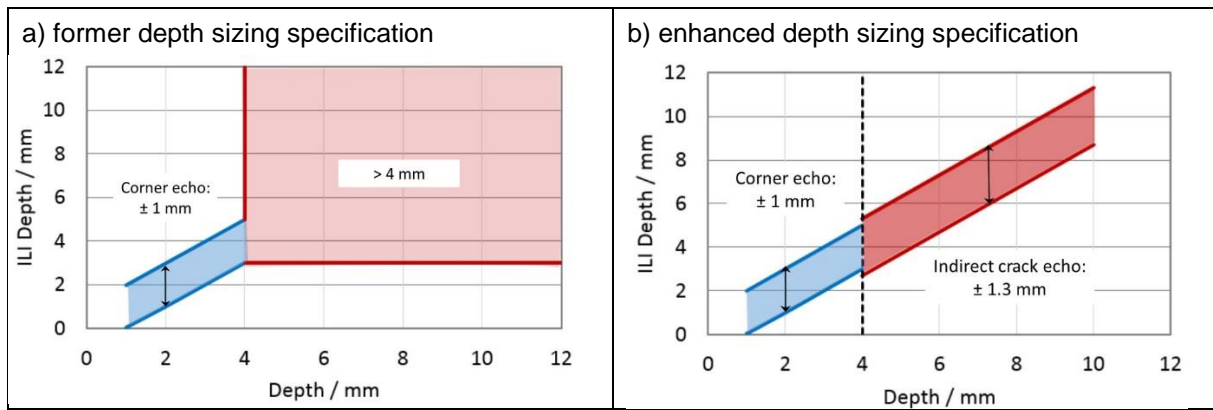 a) former depth sizing specification
12
10
8
6
4
2
0
ILI Depth / mm
Corner echo:
± 1 mm
> 4 mm
0 2 4 6 8 10 12
Depth / mm
b) enhanced depth sizing specification
12
10
8
6
4
2
0
ILI Depth / mm
Corner echo:
± 1 mm
Indirect crack echo:
± 1.3 mm
0 2 4 6 8 10 12
Depth / mm